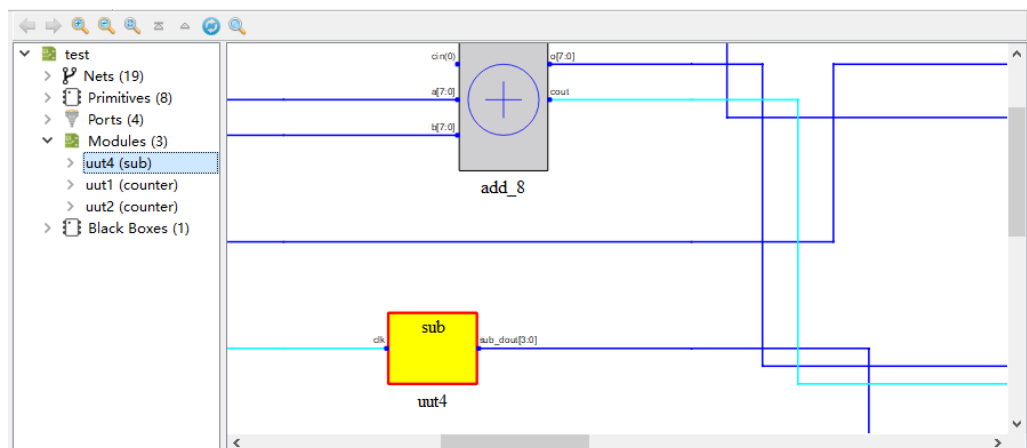 test
Nets (19)
Primitives (8)
Ports (4)
Modules (3)
uut4 (sub)
uut1 (counter)
uut2 (counter)
Black Boxes (1)
cin(0)
o[7:0]
a[7:0]
cout
b[7:0]
add_8
sub
clk
sub_dout[3:0]
uut4